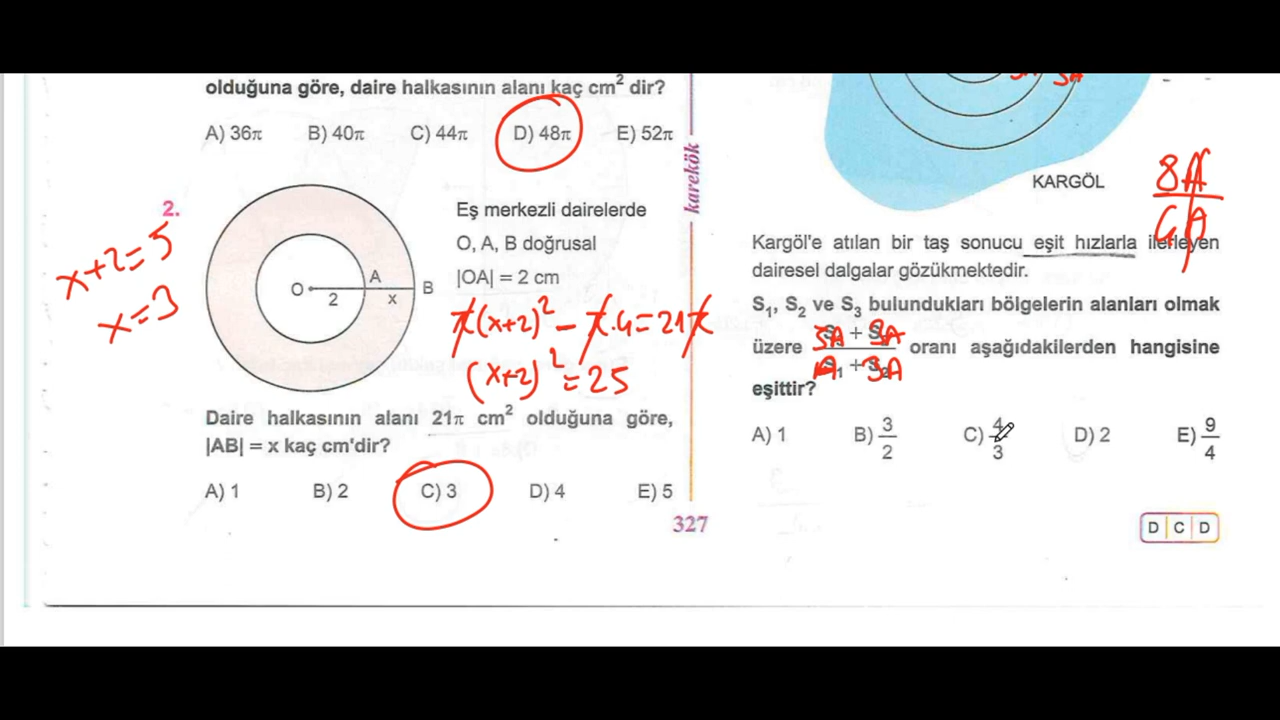 olduğuna göre, daire halkasının alanı kaç cm² dir?
A) 36π B) 40π C) 44π D) 48π E) 52π
2.
x+2=5
x=3
O
2
A
x
B
Eş merkezli dairelerde
O, A, B doğrusal
|OA| = 2 cm
π(x+2)² - π.4=21π
(x+2)²=25
Daire halkasının alanı 21π cm² olduğuna göre,
|AB| = x kaç cm'dir?
A) 1 B) 2 C) 3 D) 4 E) 5
karekök
327
5A
KARGÖL
8A
4A
Kargöl'e atılan bir taş sonucu eşit hızlarla ilerleyen
dairesel dalgalar gözükmektedir.
S₁, S₂ ve S₃ bulundukları bölgelerin alanları olmak
5A + 3A
üzere oranı aşağıdakilerden hangisine
A + 3A
eşittir?
A) 1 B) 3/2 C) 4/3 D) 2 E) 9/4
D C D